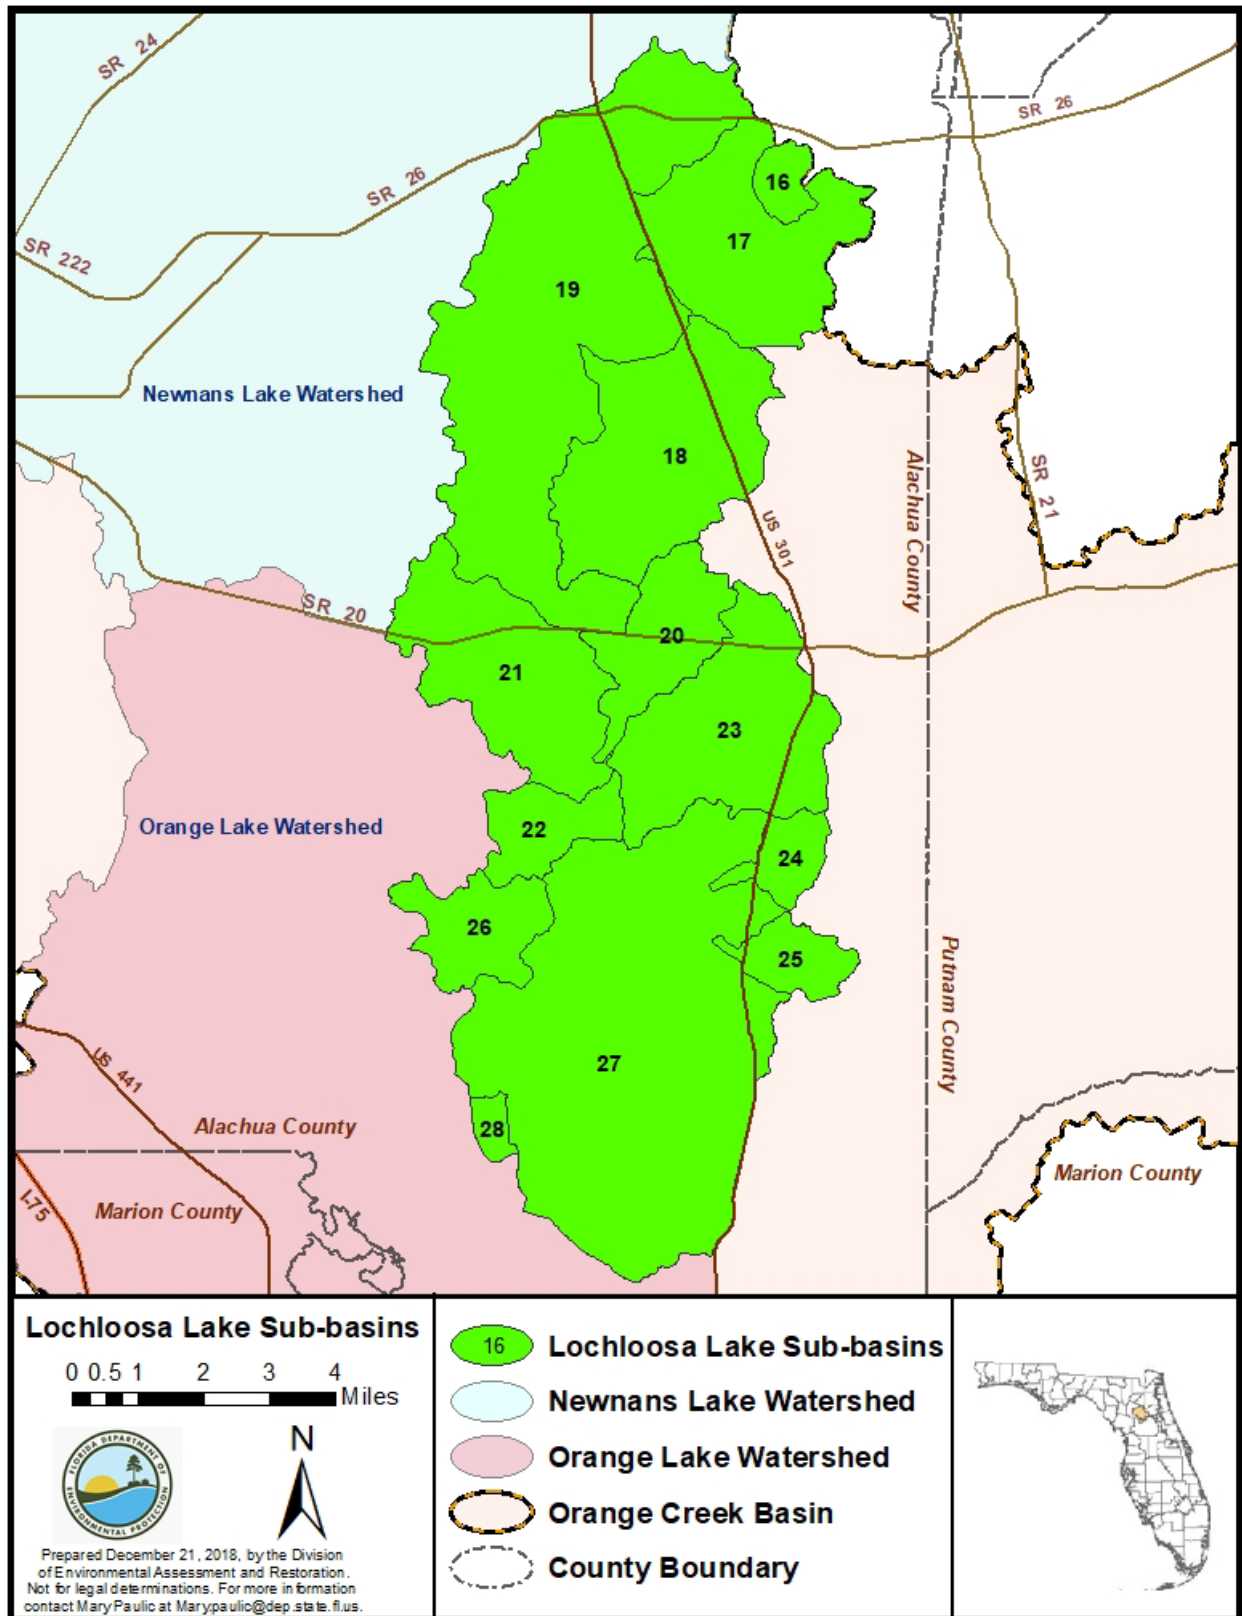 SR 24
SR 26
SR 26
16
SR 222
17
19
Newnans Lake Watershed
18
Alachua County
SR 21
US 301
SR 20
20
21
23
Orange Lake Watershed
22
24
26
25
Putnam County
27
US 441
Alachua County
28
Marion County
I-75
Marion County
Lochloosa Lake Sub-basins
0 0.5 1 2 3 4
Miles
N
FLORIDA DEPARTMENT OF
ENVIRONMENTAL PROTECTION
Prepared December 21, 2018, by the Division
of Environmental Assessment and Restoration.
Not for legal determinations. For more information
contact Mary Paulic at Mary.paulic@dep.state.fl.us.
16 Lochloosa Lake Sub-basins
Newnans Lake Watershed
Orange Lake Watershed
Orange Creek Basin
County Boundary